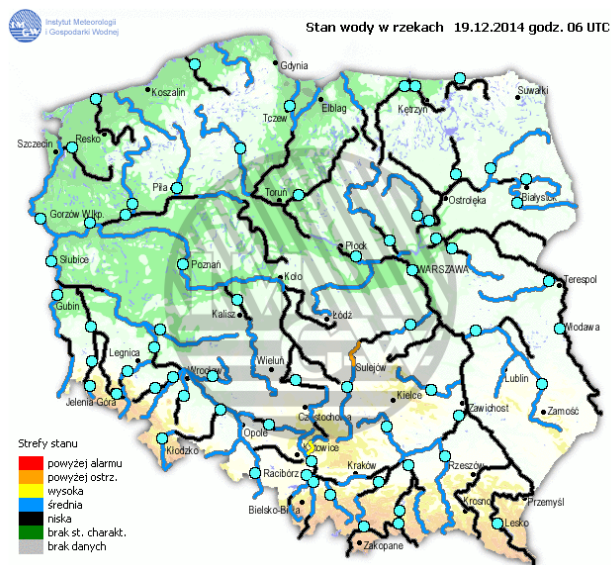 Instytut Meteorologii
i Gospodarki Wodnej
Stan wody w rzekach 19.12.2014 godz. 06 UTC
Gdynia
Koszalin
Elbląg
Kętrzyn
Suwałki
Tczew
Resko
Szczecin
Piła
Toruń
Ostrołęka
Białystok
Gorzów Wlkp.
Płock
Słubice
Poznań
Koło
WARSZAWA
Terespol
Gubin
Kalisz
Łódź
Włodawa
Legnica
Wrocław
Wieluń
Sulejów
Lublin
Jelenia Góra
Kielce
Zawichost
Zamość
Częstochowa
Opole
Kłodzko
Racibórz
Kraków
Rzeszów
Bielsko-Biała
Krosno
Przemyśl
Lesko
Zakopane
Strefy stanu
powyżej alarmu
powyżej ostrz.
wysoka
średnia
niska
brak st. charakt.
brak danych